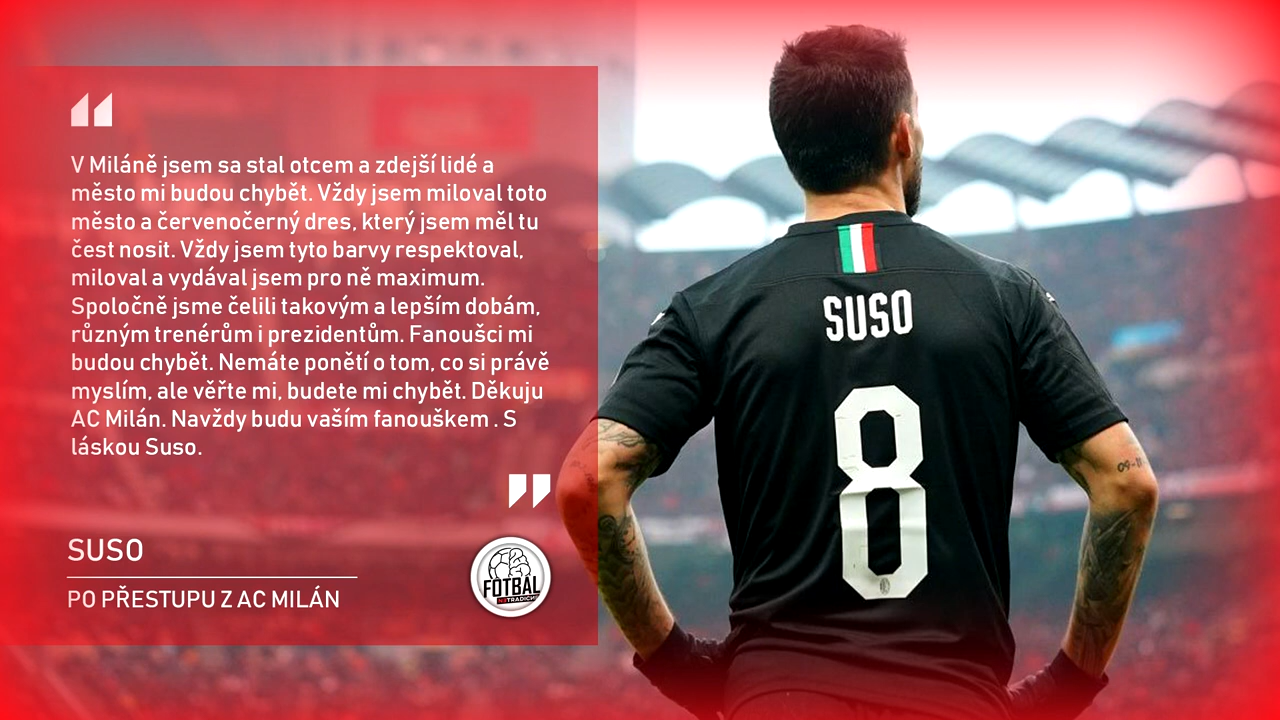 V Miláně jsem sa stal otcem a zdejší lidé a
město mi budou chybět. Vždy jsem miloval toto
město a červenočerný dres, který jsem měl tu
čest nosit. Vždy jsem tyto barvy respektoval,
miloval a vydával jsem pro ně maximum.
Spoločně jsme čelili takovým a lepším dobám,
různým trenérům i prezidentům. Fanoušci mi
budou chybět. Nemáte ponětí o tom, co si právě
myslím, ale věřte mi, budete mi chybět. Děkuju
AC Milán. Navždy budu vaším fanouškem . S
láskou Suso.
SUSO
PO PŘESTUPU Z AC MILÁN
FOTBAL
SUSO
8
09-